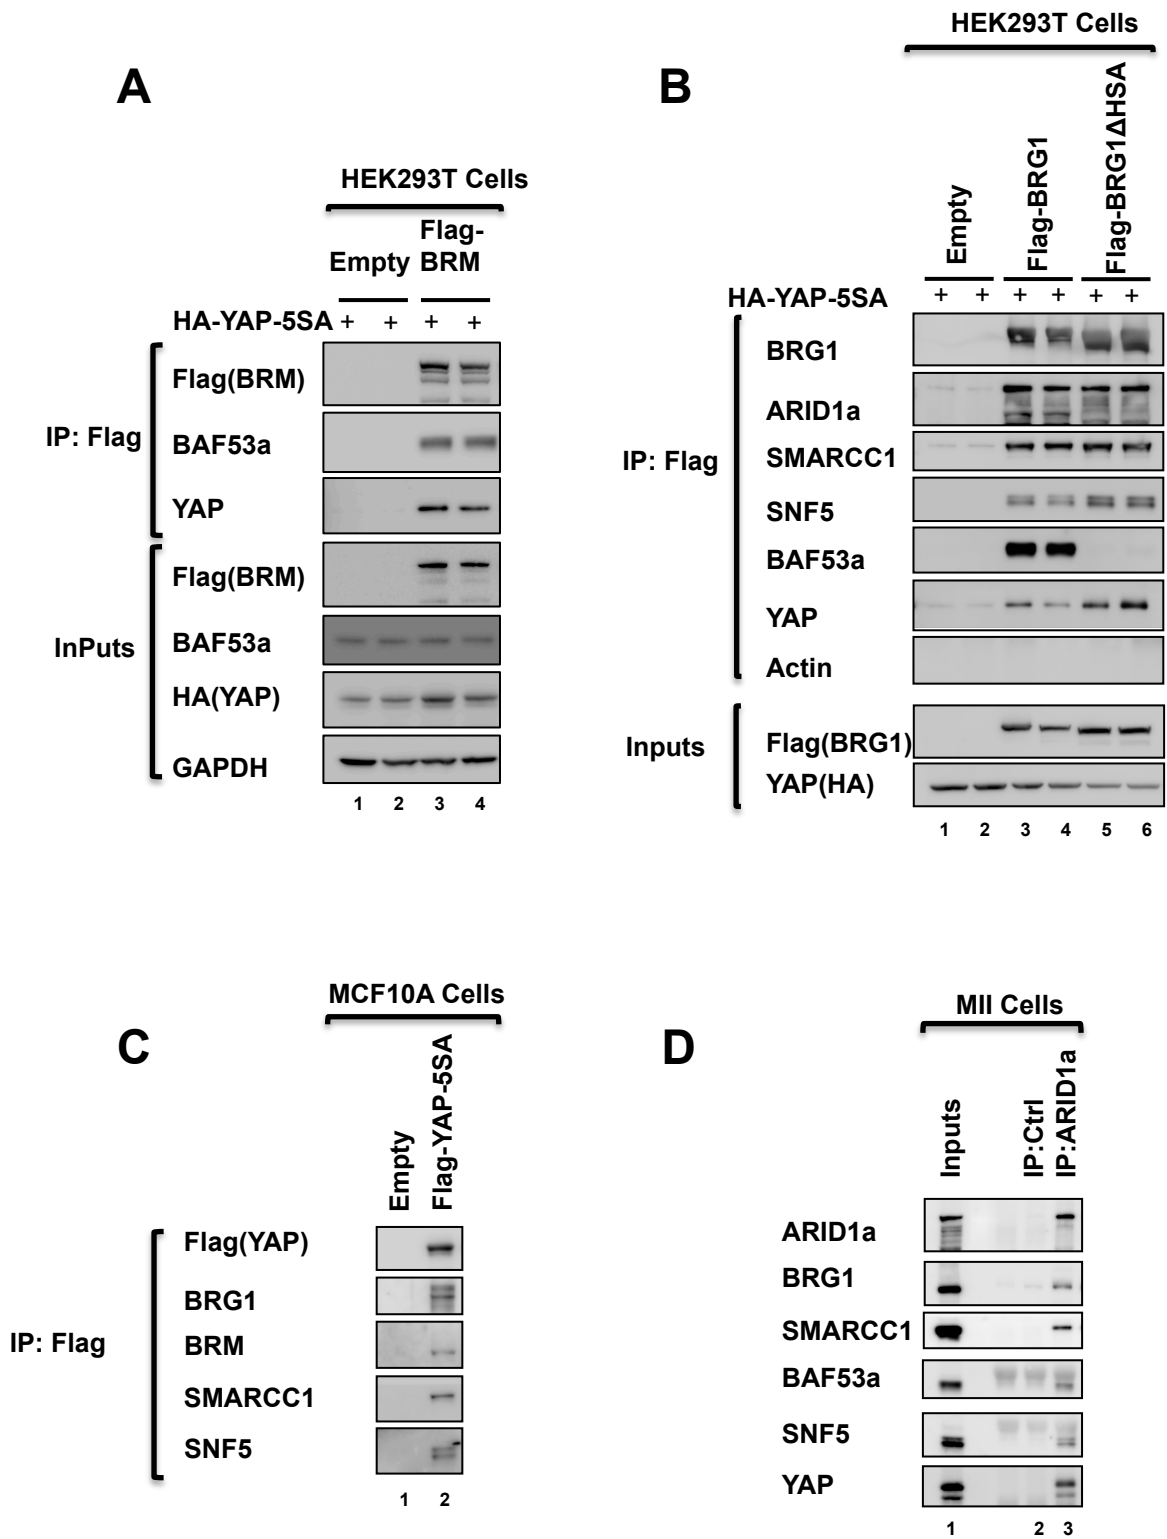 A
HEK293T Cells
Empty
Flag-
BRM
HA-YAP-5SA + + + +
IP: Flag
Flag(BRM)
BAF53a
YAP
InPuts
Flag(BRM)
BAF53a
HA(YAP)
GAPDH
1 2 3 4
B
HEK293T Cells
Empty
Flag-BRG1
Flag-BRG1ΔHSA
HA-YAP-5SA + + + + + +
IP: Flag
BRG1
ARID1a
SMARCC1
SNF5
BAF53a
YAP
Actin
Inputs
Flag(BRG1)
YAP(HA)
1 2 3 4 5 6
C
MCF10A Cells
Empty
Flag-YAP-5SA
IP: Flag
Flag(YAP)
BRG1
BRM
SMARCC1
SNF5
1 2
D
MII Cells
Inputs
IP:Ctrl
IP:ARID1a
ARID1a
BRG1
SMARCC1
BAF53a
SNF5
YAP
1 2 3